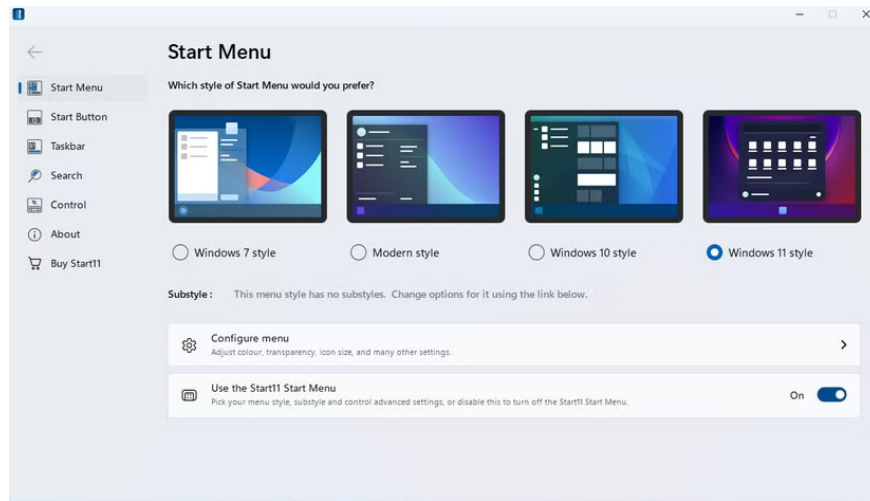 Start Menu
Start Button
Taskbar
Search
Control
About
Buy Start11
Start Menu
Which style of Start Menu would you prefer?
Windows 7 style
Modern style
Windows 10 style
Windows 11 style
Substyle : This menu style has no substyles. Change options for it using the link below.
Configure menu
Adjust colour, transparency, icon size, and many other settings.
Use the Start11 Start Menu
Pick your menu style, substyle and control advanced settings, or disable this to turn off the Start11 Start Menu.
On